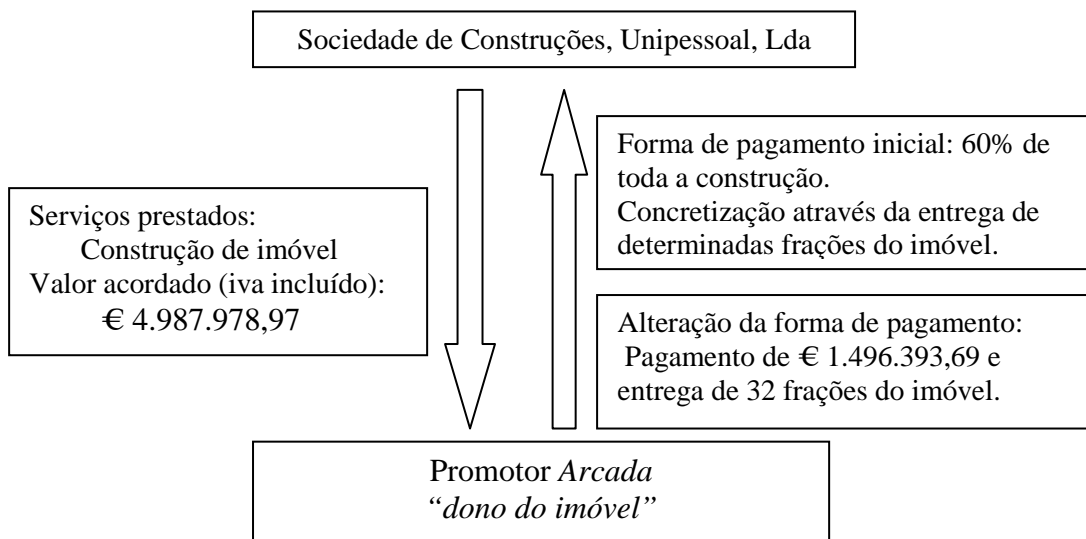 Sociedade de Construções, Unipessoal, Lda
Serviços prestados:
Construção de imóvel
Valor acordado (iva incluído):
€ 4.987.978,97
Forma de pagamento inicial: 60% de
toda a construção.
Concretização através da entrega de
determinadas frações do imóvel.
Alteração da forma de pagamento:
Pagamento de € 1.496.393,69 e
entrega de 32 frações do imóvel.
Promotor Arcada
“dono do imóvel”